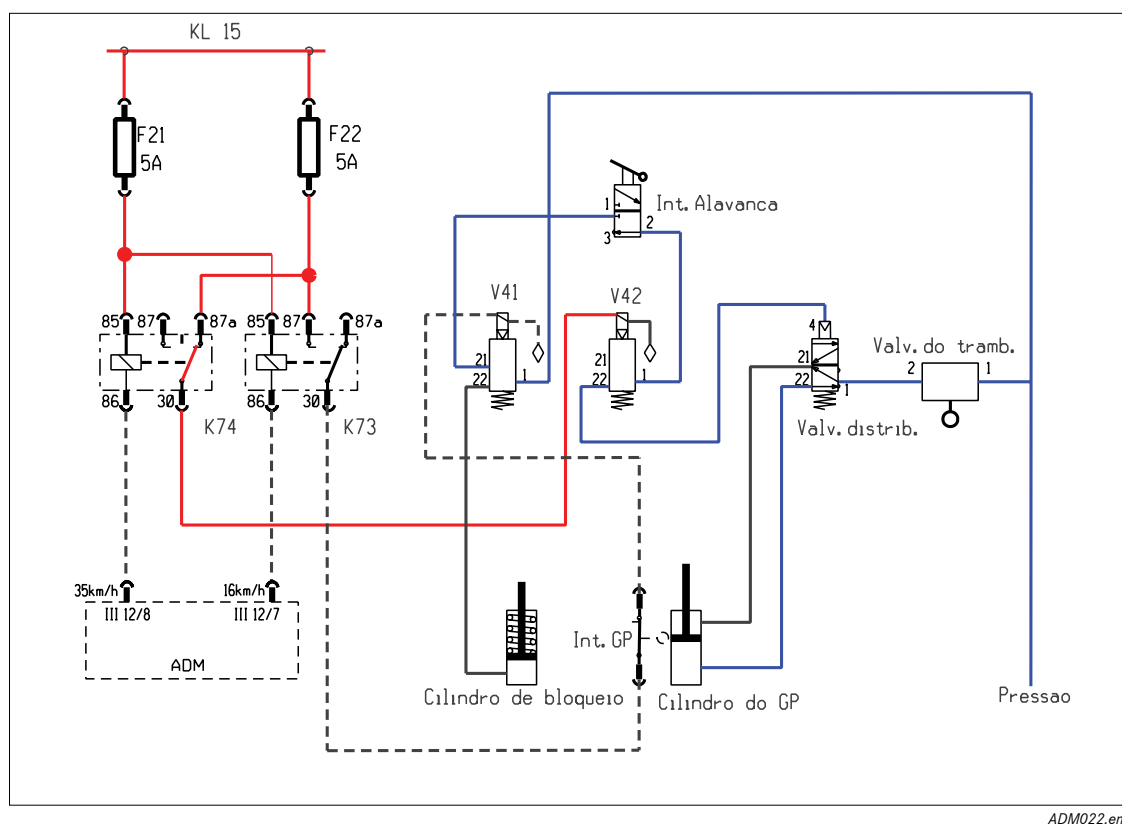 KL 15
F21
5A
F22
5A
1
Int. Alavanca
2
3
V41
V42
85
87
87a
85
87
87a
21
22
1
21
22
1
4
21
22
1
Valv. do tramb.
2
1
Valv. distrib.
86
30
K74
86
30
K73
35km/h
III 12/8
16km/h
III 12/7
ADM
Int. GP
Cılındro de bloqueıo
Cılındro do GP
Pressao
ADM022.en